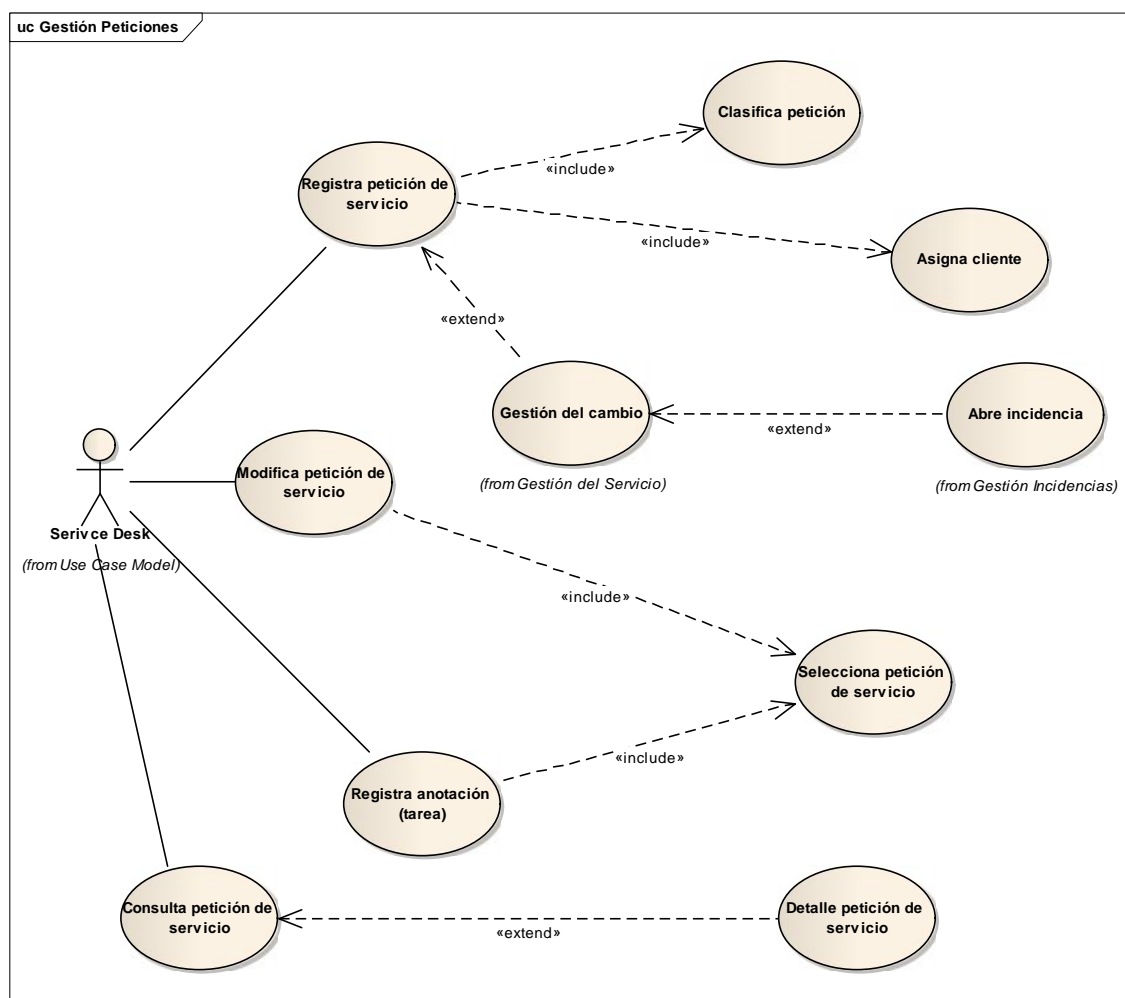 uc Gestión Peticiones
Clasifica petición
«include»
Registra petición de
servicio
«include»
Asigna cliente
«extend»
Gestión del cambio
(from Gestión del Servicio)
«extend»
Abre incidencia
(from Gestión Incidencias)
Serivce Desk
(from Use Case Model)
Modifica petición de
servicio
«include»
Selecciona petición
de servicio
«include»
Registra anotación
(tarea)
Consulta petición de
servicio
«extend»
Detalle petición de
servicio